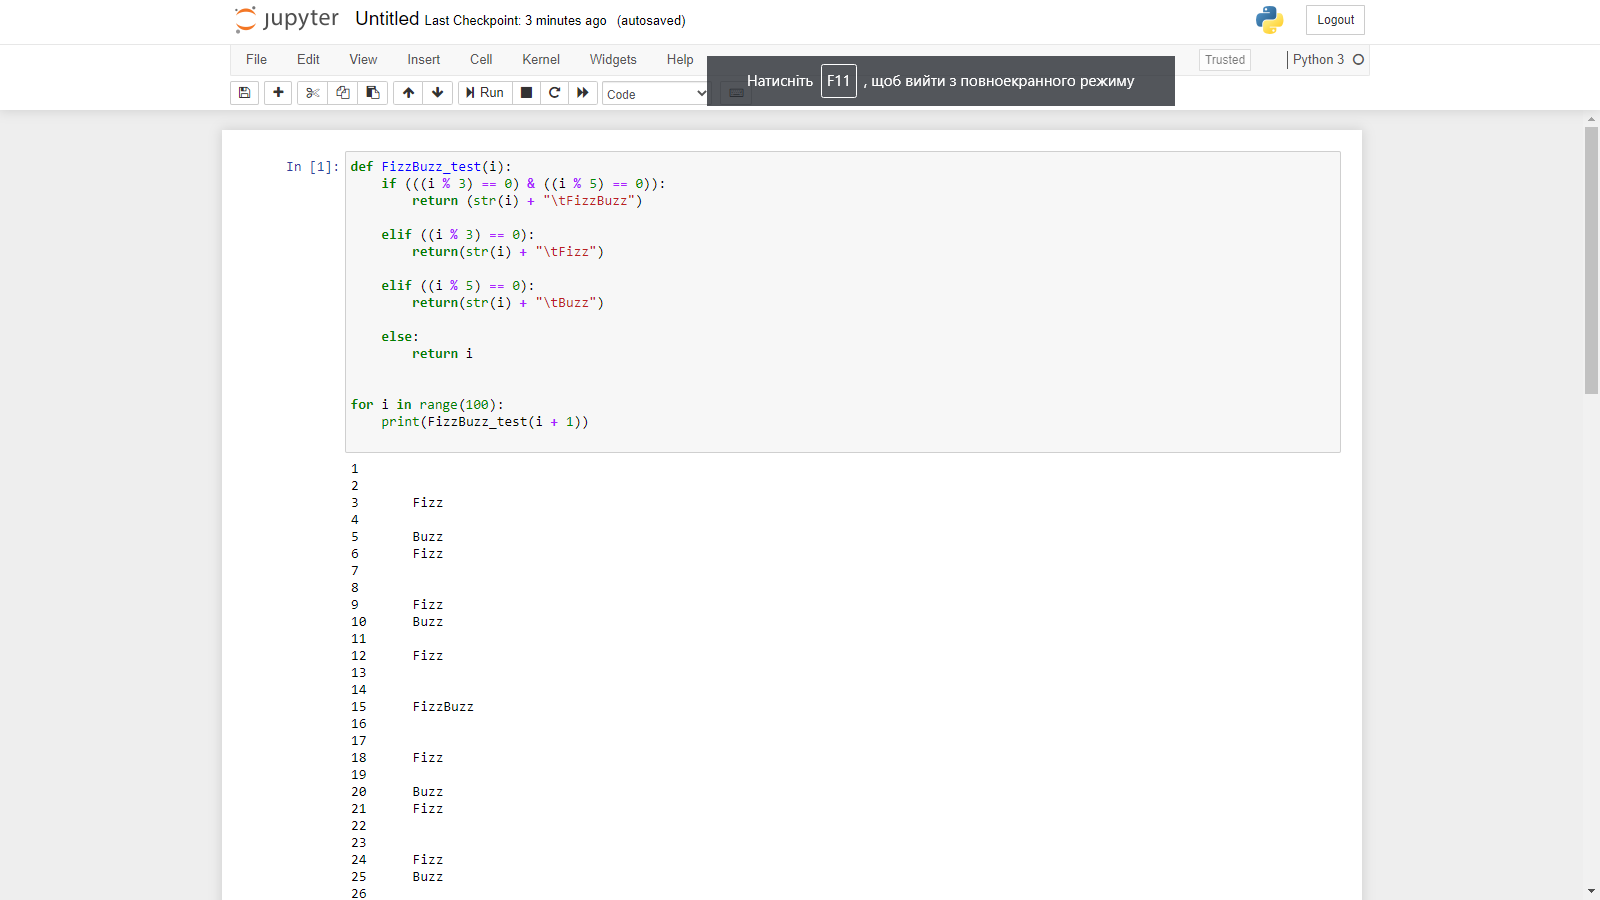 jupyter Untitled Last Checkpoint: 3 minutes ago (autosaved)
Logout
File Edit View Insert Cell Kernel Widgets Help
Trusted
Python 3
Натисніть F11 , щоб вийти з повноекранного режиму
Run
Code
In [1]:
def FizzBuzz_test(i):
    if (((i % 3) == 0) & ((i % 5) == 0)):
        return (str(i) + "\tFizzBuzz")

    elif ((i % 3) == 0):
        return(str(i) + "\tFizz")

    elif ((i % 5) == 0):
        return(str(i) + "\tBuzz")

    else:
        return i


for i in range(100):
    print(FizzBuzz_test(i + 1))

1
2
3	Fizz
4
5	Buzz
6	Fizz
7
8
9	Fizz
10	Buzz
11
12	Fizz
13
14
15	FizzBuzz
16
17
18	Fizz
19
20	Buzz
21	Fizz
22
23
24	Fizz
25	Buzz
26